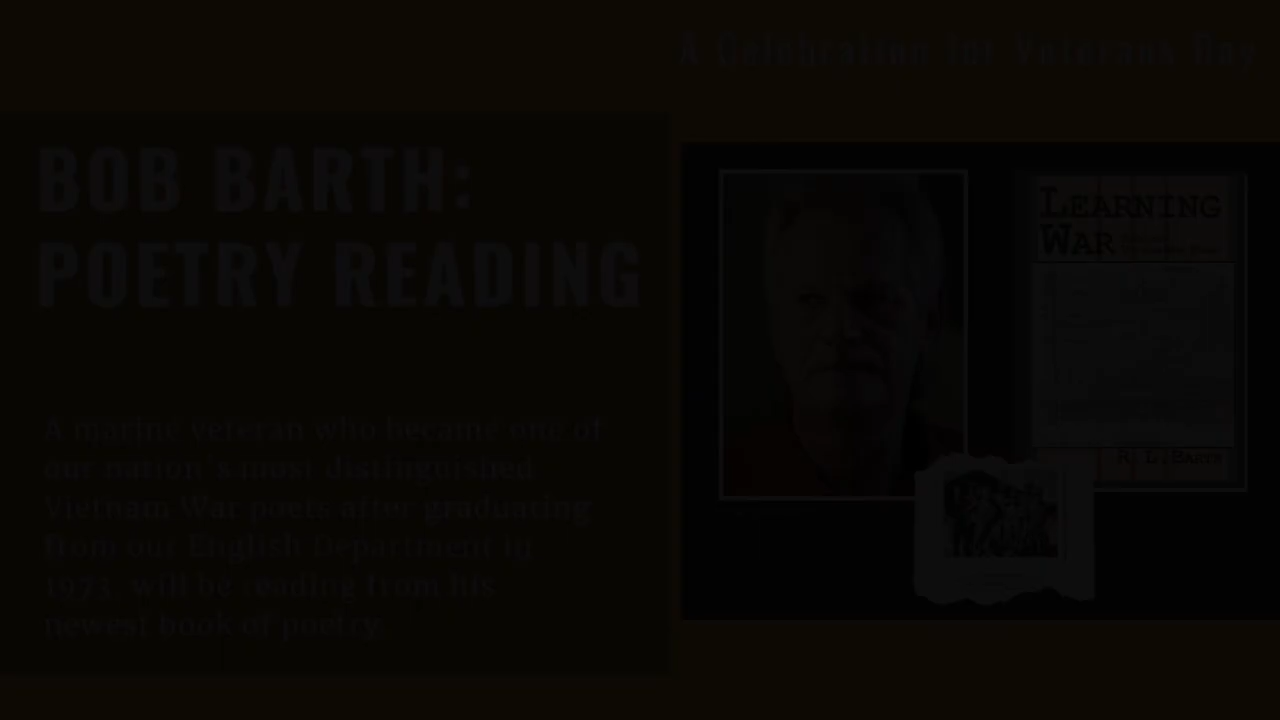 A Celebration for Veterans Day
BOB BARTH:
POETRY READING
A marine veteran who became one of
our nation's most distinguished
Vietnam War poets after graduating
from our English Department in
1973, will be reading from his
newest book of poetry.
LEARNING
WAR
R. L. BARTH